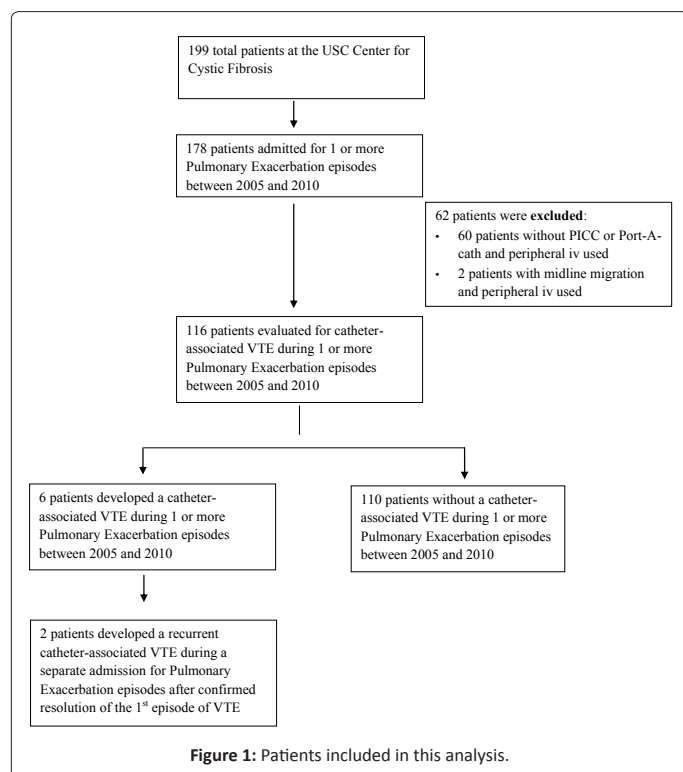 199 total patients at the USC Center for
Cystic Fibrosis
178 patients admitted for 1 or more
Pulmonary Exacerbation episodes
between 2005 and 2010
62 patients were excluded:
• 60 patients without PICC or Port-A-
cath and peripheral iv used
• 2 patients with midline migration
and peripheral iv used
116 patients evaluated for catheter-
associated VTE during 1 or more
Pulmonary Exacerbation episodes
between 2005 and 2010
6 patients developed a catheter-
associated VTE during 1 or more
Pulmonary Exacerbation episodes
between 2005 and 2010
110 patients without a catheter-
associated VTE during 1 or more
Pulmonary Exacerbation episodes
between 2005 and 2010
2 patients developed a recurrent
catheter-associated VTE during a
separate admission for Pulmonary
Exacerbation episodes after confirmed
resolution of the 1st episode of VTE
Figure 1: Patients included in this analysis.